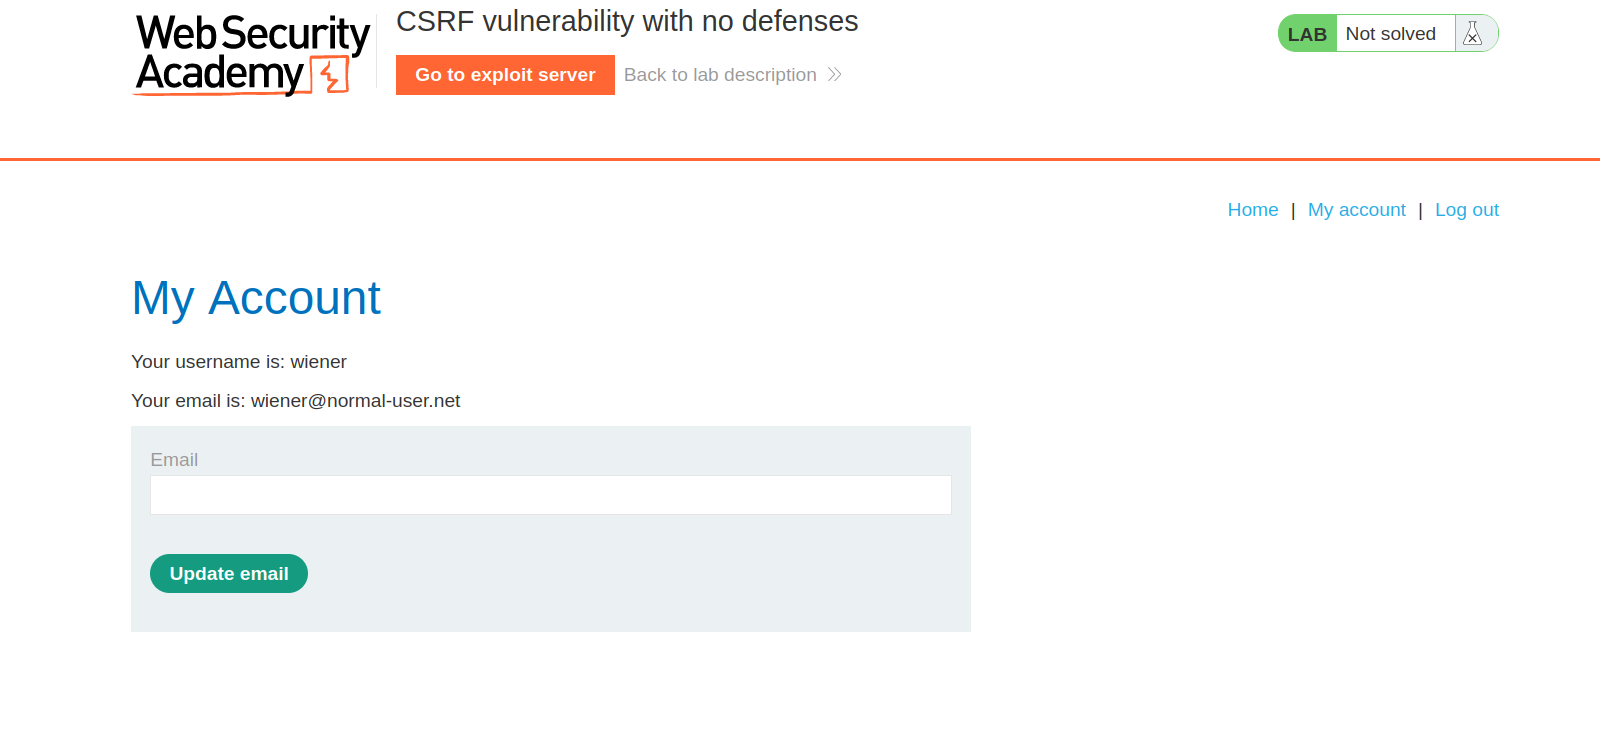 Web Security
Academy
CSRF vulnerability with no defenses
Go to exploit server
Back to lab description
LAB Not solved
Home | My account | Log out
My Account
Your username is: wiener
Your email is: wiener@normal-user.net
Email
Update email